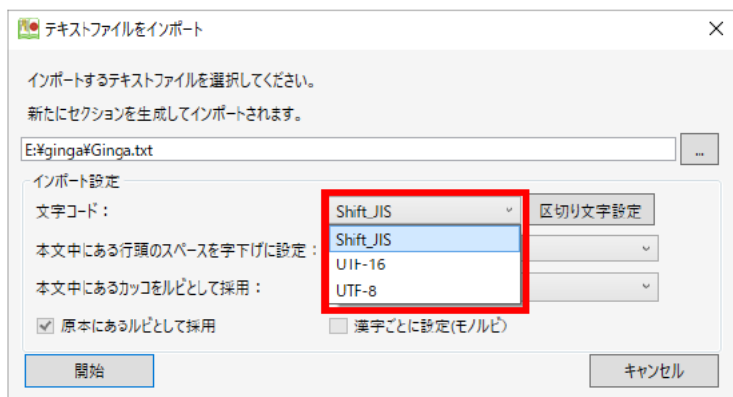 テキストファイルをインポート
インポートするテキストファイルを選択してください。
新たにセクションを生成してインポートされます。
E:¥ginga¥Ginga.txt
...
インポート設定
文字コード：
Shift_JIS
区切り文字設定
Shift_JIS
UTF-16
UTF-8
本文中にある行頭のスペースを字下げに設定：
本文中にあるカッコをルビとして採用：
原本にあるルビとして採用
漢字ごとに設定(モノルビ)
開始
キャンセル